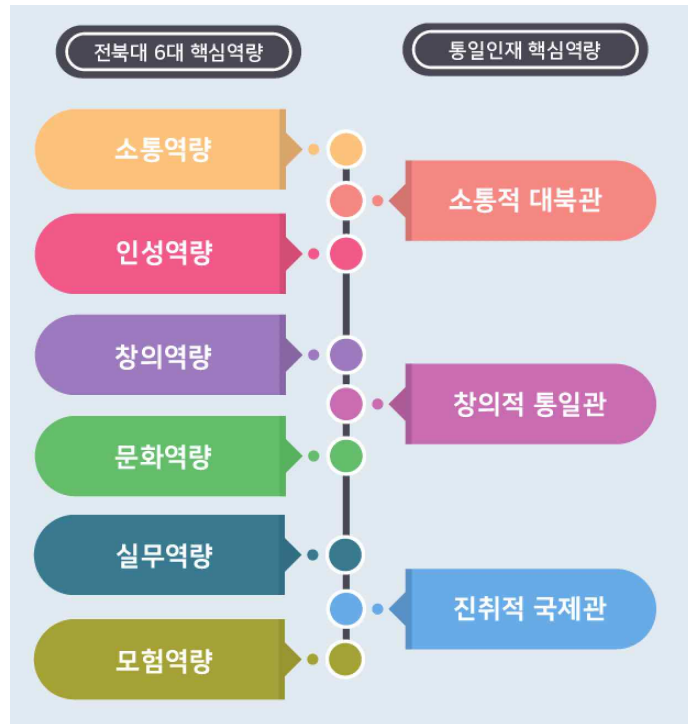 전북대 6대 핵심역량
통일인재 핵심역량
소통역량
소통적 대북관
인성역량
창의역량
창의적 통일관
문화역량
실무역량
진취적 국제관
모험역량